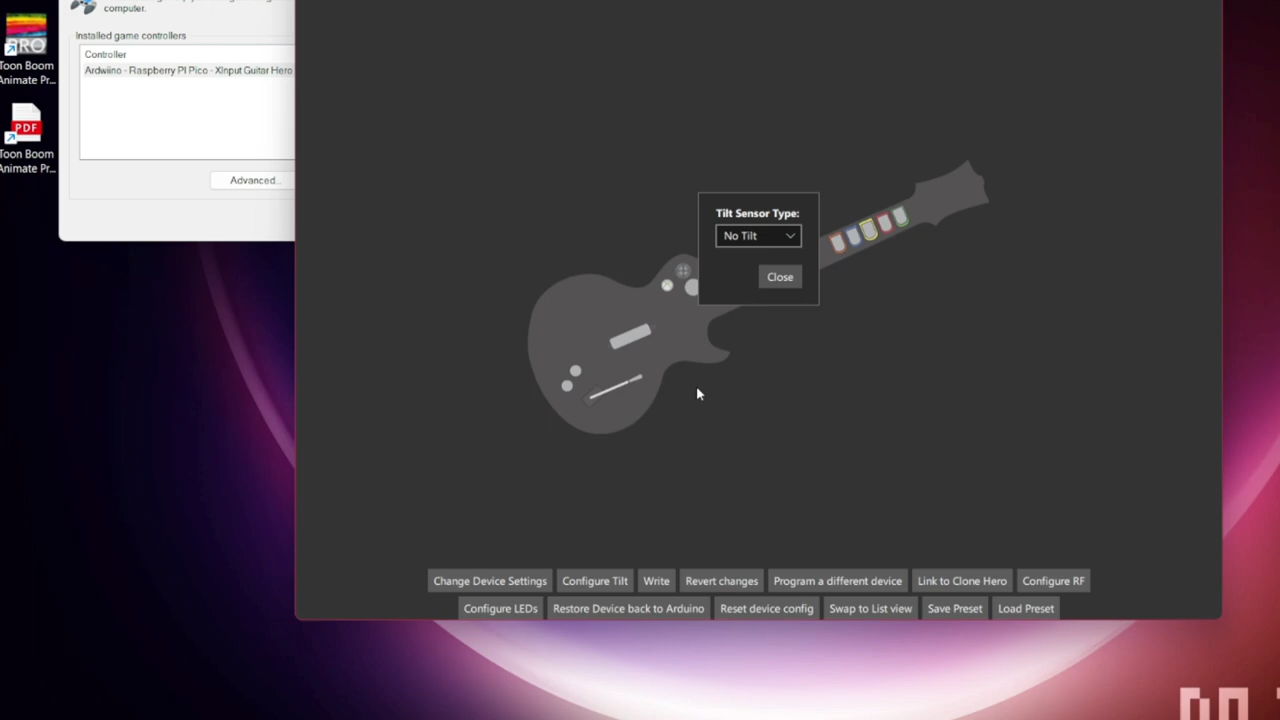 computer.
Installed game controllers
Controller
Ardwiino - Raspberry PI Pico - XInput Guitar Hero
Advanced...
PRO
Toon Boom
Animate Pr...
PDF
Toon Boom
Animate Pr...
Tilt Sensor Type:
No Tilt
Close
Change Device Settings
Configure Tilt
Write
Revert changes
Program a different device
Link to Clone Hero
Configure RF
Configure LEDs
Restore Device back to Arduino
Reset device config
Swap to List view
Save Preset
Load Preset